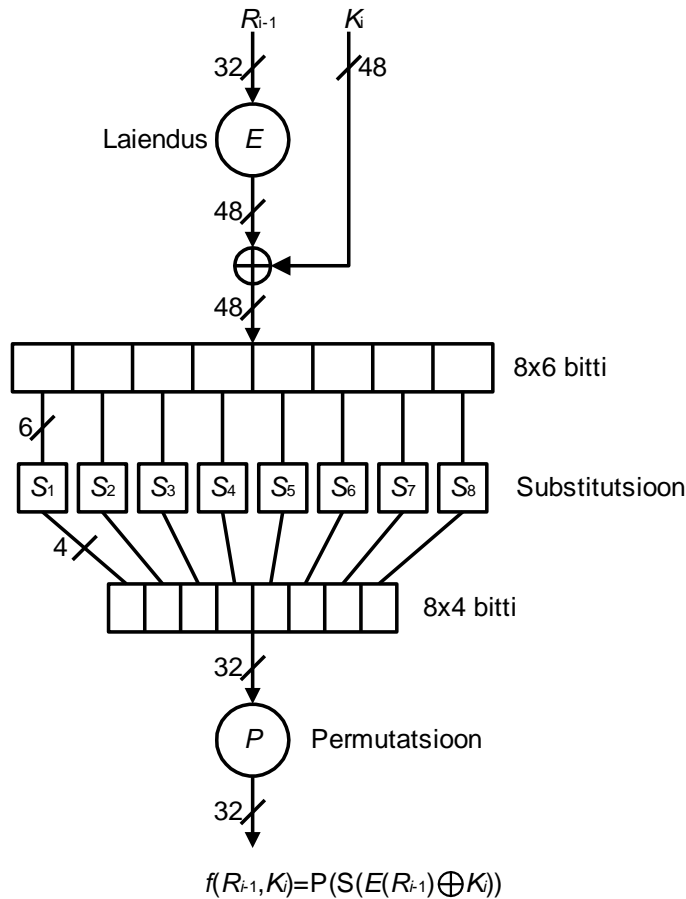 Ri-1 Ki
32 48
Laiendus E
48
48
8x6 bitti
6
S1 S2 S3 S4 S5 S6 S7 S8 Substitutsioon
4
8x4 bitti
32
P Permutatsioon
32
f(Ri-1,Ki)=P(S(E(Ri-1)⊕Ki))